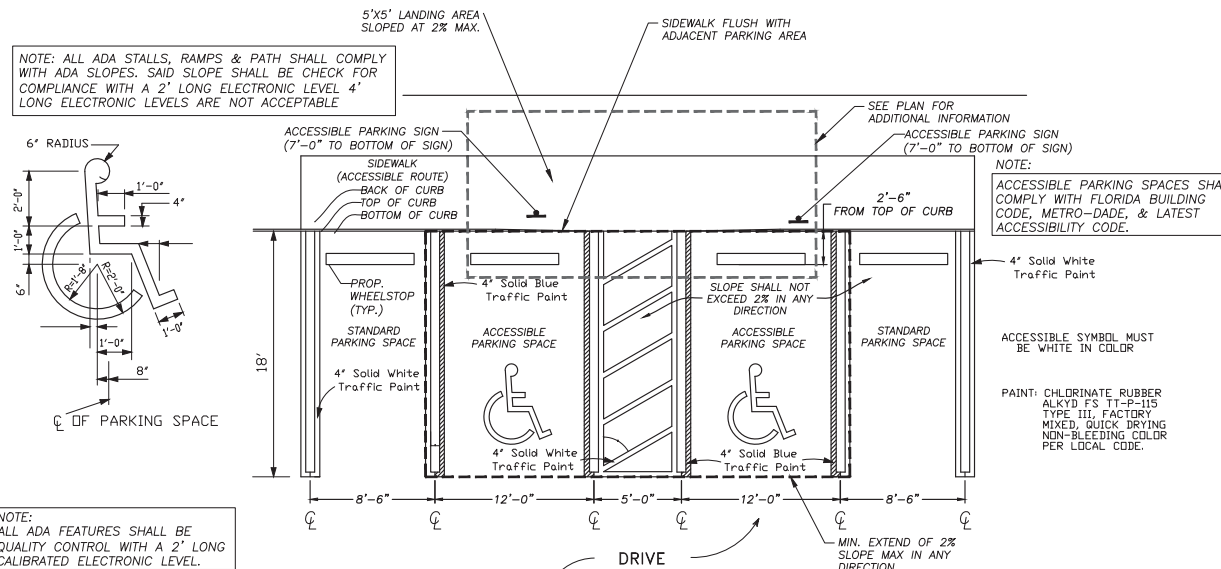 5'X5' LANDING AREA
SLOPED AT 2% MAX.
SIDEWALK FLUSH WITH
ADJACENT PARKING AREA
NOTE: ALL ADA STALLS, RAMPS & PATH SHALL COMPLY
WITH ADA SLOPES. SAID SLOPE SHALL BE CHECK FOR
COMPLIANCE WITH A 2' LONG ELECTRONIC LEVEL 4'
LONG ELECTRONIC LEVELS ARE NOT ACCEPTABLE
SEE PLAN FOR
ADDITIONAL INFORMATION
ACCESSIBLE PARKING SIGN
(7'-0" TO BOTTOM OF SIGN)
ACCESSIBLE PARKING SIGN
(7'-0" TO BOTTOM OF SIGN)
NOTE:
ACCESSIBLE PARKING SPACES SHA
COMPLY WITH FLORIDA BUILDING
CODE, METRO-DADE, & LATEST
ACCESSIBILITY CODE.
6" RADIUS
2'-0"
1'-0"
4"
1'-0"
6"
R=1'-8"
R=2'-0"
1'-0"
1'-0"
8"
℄ OF PARKING SPACE
SIDEWALK
(ACCESSIBLE ROUTE)
BACK OF CURB
TOP OF CURB
BOTTOM OF CURB
2'-6"
FROM TOP OF CURB
4" Solid White
Traffic Paint
PROP.
WHEELSTOP
(TYP.)
4" Solid Blue
Traffic Paint
SLOPE SHALL NOT
EXCEED 2% IN ANY
DIRECTION
STANDARD
PARKING SPACE
ACCESSIBLE
PARKING SPACE
ACCESSIBLE
PARKING SPACE
STANDARD
PARKING SPACE
ACCESSIBLE SYMBOL MUST
BE WHITE IN COLOR
18'
4" Solid White
Traffic Paint
PAINT: CHLORINATE RUBBER
ALKYD FS TT-P-115
TYPE III, FACTORY
MIXED, QUICK DRYING
NON-BLEEDING COLOR
PER LOCAL CODE.
4" Solid White
Traffic Paint
4" Solid Blue
Traffic Paint
8'-6"
12'-0"
5'-0"
12'-0"
8'-6"
℄
℄
℄
℄
℄
℄
NOTE:
ALL ADA FEATURES SHALL BE
QUALITY CONTROL WITH A 2' LONG
CALIBRATED ELECTRONIC LEVEL.
DRIVE
MIN. EXTEND OF 2%
SLOPE MAX IN ANY
DIRECTION